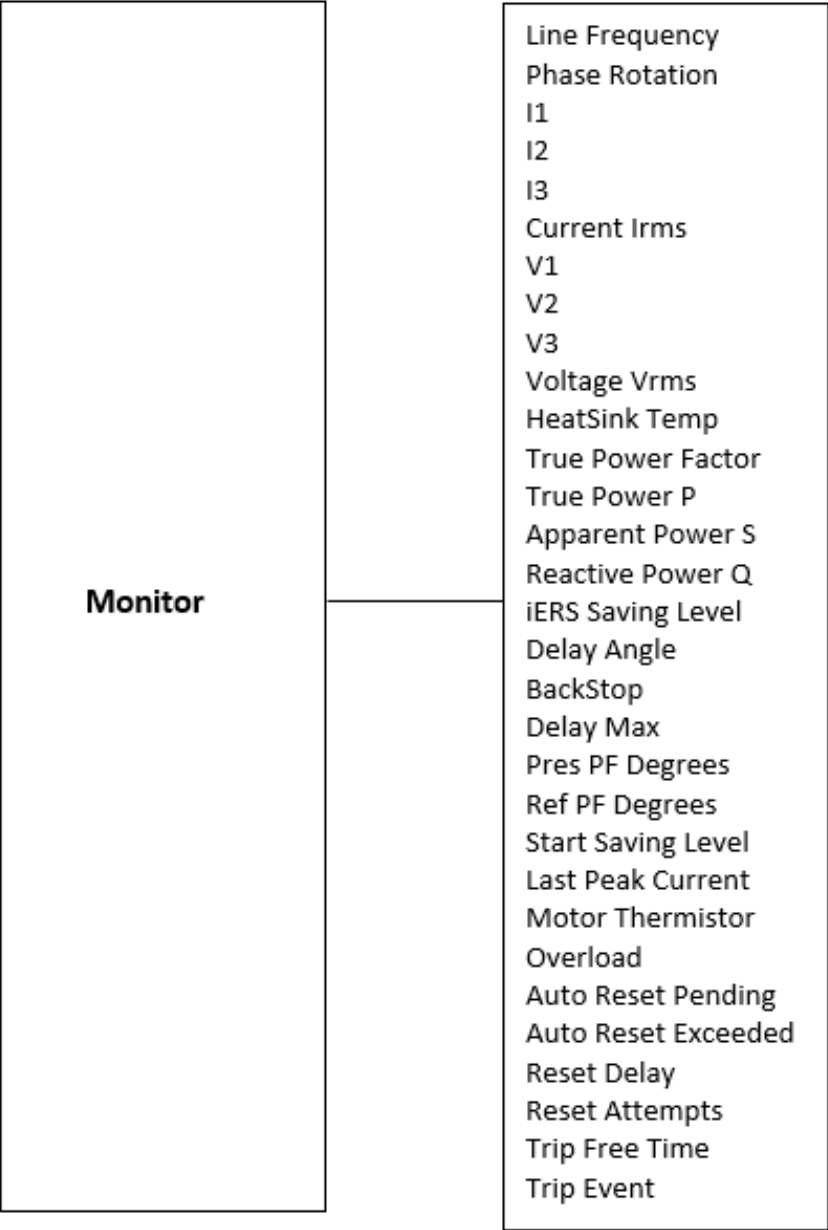 Monitor
Line Frequency
Phase Rotation
I1
I2
I3
Current Irms
V1
V2
V3
Voltage Vrms
HeatSink Temp
True Power Factor
True Power P
Apparent Power S
Reactive Power Q
iERS Saving Level
Delay Angle
BackStop
Delay Max
Pres PF Degrees
Ref PF Degrees
Start Saving Level
Last Peak Current
Motor Thermistor
Overload
Auto Reset Pending
Auto Reset Exceeded
Reset Delay
Reset Attempts
Trip Free Time
Trip Event